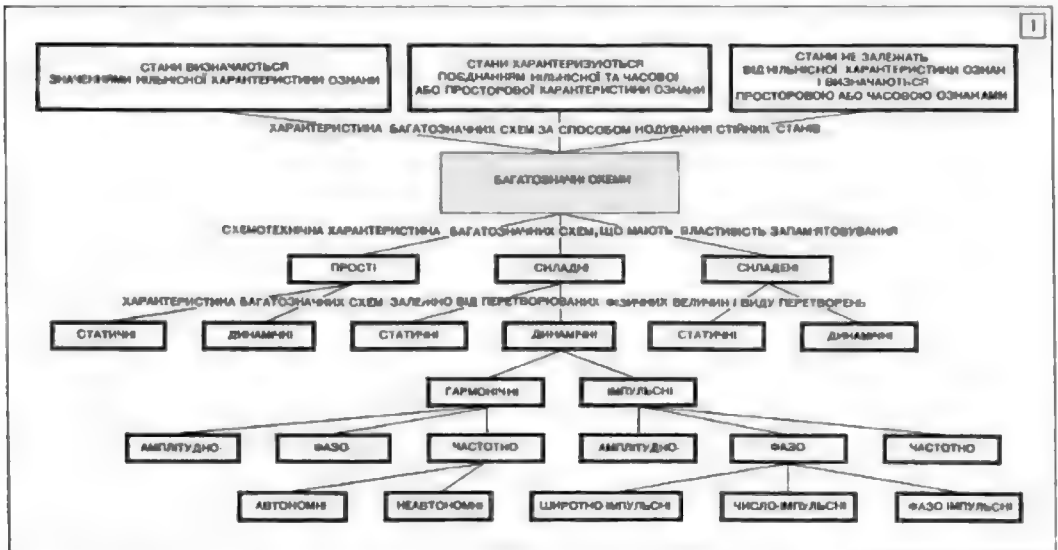 1
СТАНИ ВИЗНАЧАЮТЬСЯ
ЗНАЧЕННЯМИ КІЛЬКІСНОЇ ХАРАКТЕРИСТИКИ ОЗНАКИ
СТАНИ ХАРАКТЕРИЗУЮТЬСЯ
ПОЄДНАННЯМ КІЛЬКІСНОЇ ТА ЧАСОВОЇ
АБО ПРОСТОРОВОЇ ХАРАКТЕРИСТИКИ ОЗНАКИ
СТАНИ НЕ ЗАЛЕЖАТЬ
ВІД КІЛЬКІСНОЇ ХАРАКТЕРИСТИКИ ОЗНАК
І ВИЗНАЧАЮТЬСЯ
ПРОСТОРОВОЮ АБО ЧАСОВОЮ ОЗНАКАМИ
ХАРАКТЕРИСТИКА БАГАТОЗНАЧНИХ СХЕМ ЗА СПОСОБОМ КОДУВАННЯ СТІЙКИХ СТАНІВ
БАГАТОЗНАЧНІ СХЕМИ
СХЕМОТЕХНІЧНА ХАРАКТЕРИСТИКА БАГАТОЗНАЧНИХ СХЕМ, ЩО МАЮТЬ ВЛАСТИВІСТЬ ЗАПАМ'ЯТОВУВАННЯ
ПРОСТІ
СКЛАДНІ
СКЛАДЕНІ
ХАРАКТЕРИСТИКА БАГАТОЗНАЧНИХ СХЕМ ЗАЛЕЖНО ВІД ПЕРЕТВОРЮВАНИХ ФІЗИЧНИХ ВЕЛИЧИН І ВИДУ ПЕРЕТВОРЕНЬ
СТАТИЧНІ
ДИНАМІЧНІ
СТАТИЧНІ
ДИНАМІЧНІ
СТАТИЧНІ
ДИНАМІЧНІ
ГАРМОНІЧНІ
ІМПУЛЬСНІ
АМПЛІТУДНО-
ФАЗО
ЧАСТОТНО
АМПЛІТУДНО-
ФАЗО
ЧАСТОТНО
АВТОНОМНІ
НЕАВТОНОМНІ
ШИРОТНО ІМПУЛЬСНІ
ЧИСЛО-ІМПУЛЬСНІ
ФАЗО ІМПУЛЬСНІ